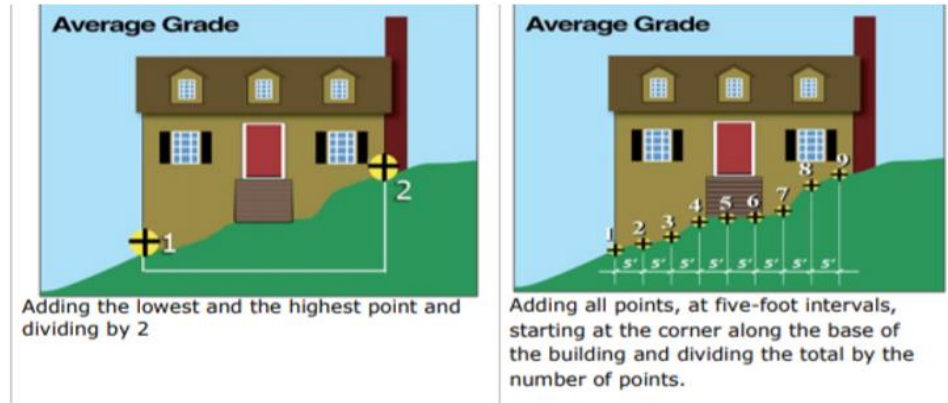 Average Grade
1
2
Adding the lowest and the highest point and
dividing by 2
Average Grade
1 2 3 4 5 6 7 8 9
5' 5' 5' 5' 5' 5' 5' 5'
Adding all points, at five-foot intervals,
starting at the corner along the base of
the building and dividing the total by the
number of points.